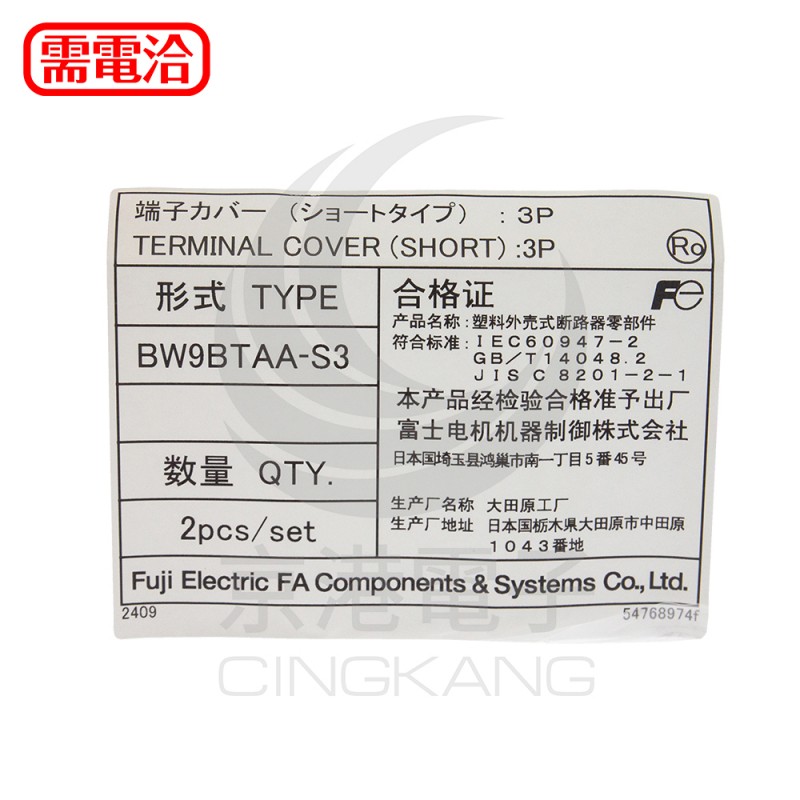 需電洽
端子カバー (ショートタイプ) : 3P
TERMINAL COVER (SHORT) :3P
Ro
形式 TYPE
BW9BTAA-S3
数量 QTY.
2pcs/set
合格证
Fe
产品名称: 塑料外壳式断路器零部件
符合标准: IEC60947-2
GB/T14048.2
JIS C 8201-2-1
本产品经检验合格准予出厂
富士电机机器制御株式会社
日本国埼玉县鸿巢市南一丁目5番45号
生产厂名称 大田原工厂
生产厂地址 日本国栃木県大田原市中田原
1043番地
Fuji Electric FA Components & Systems Co., Ltd.
2409
54768974f
京港電子
CINGKANG